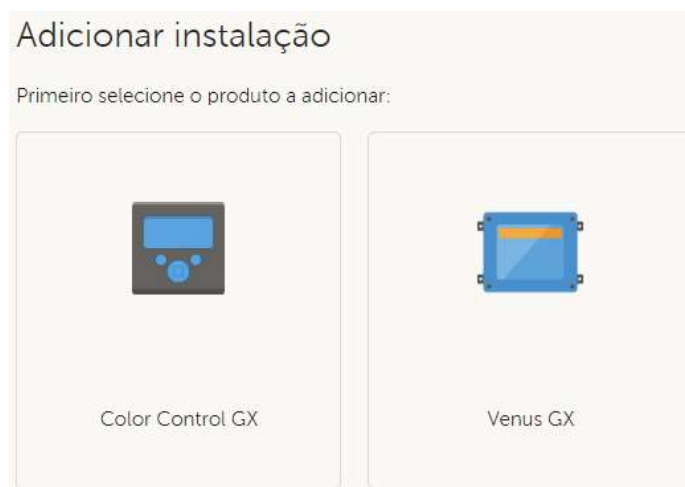 Adicionar instalação
Primeiro selecione o produto a adicionar:
Color Control GX
Venus GX